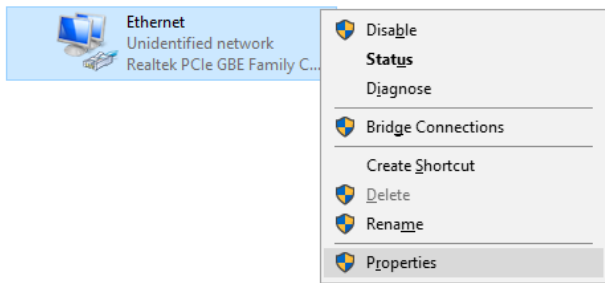 Ethernet
Unidentified network
Realtek PCIe GBE Family C...
Disable
Status
Diagnose
Bridge Connections
Create Shortcut
Delete
Rename
Properties